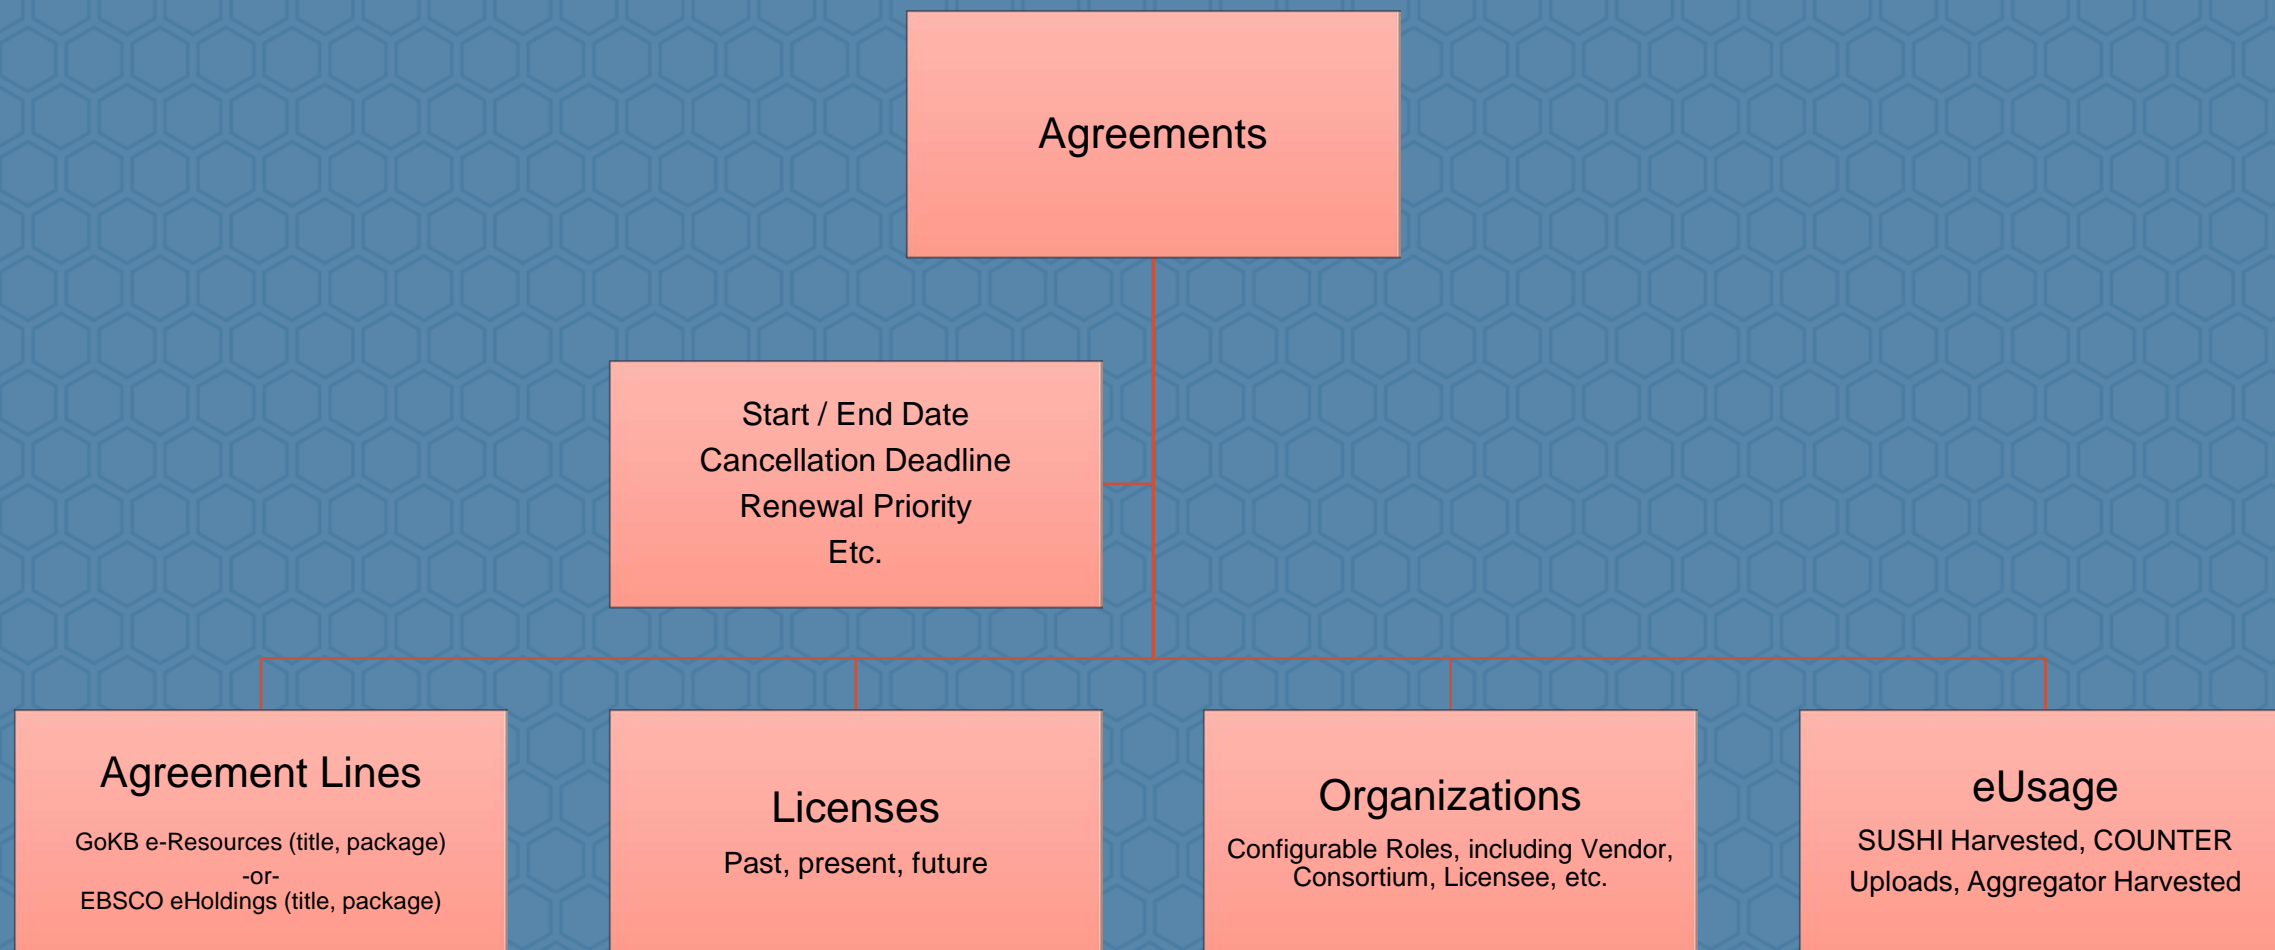 Agreements
Start / End Date
Cancellation Deadline
Renewal Priority
Etc.
Agreement Lines
GoKB e-Resources (title, package)
-or-
EBSCO eHoldings (title, package)
Licenses
Past, present, future
Organizations
Configurable Roles, including Vendor,
Consortium, Licensee, etc.
eUsage
SUSHI Harvested, COUNTER
Uploads, Aggregator Harvested